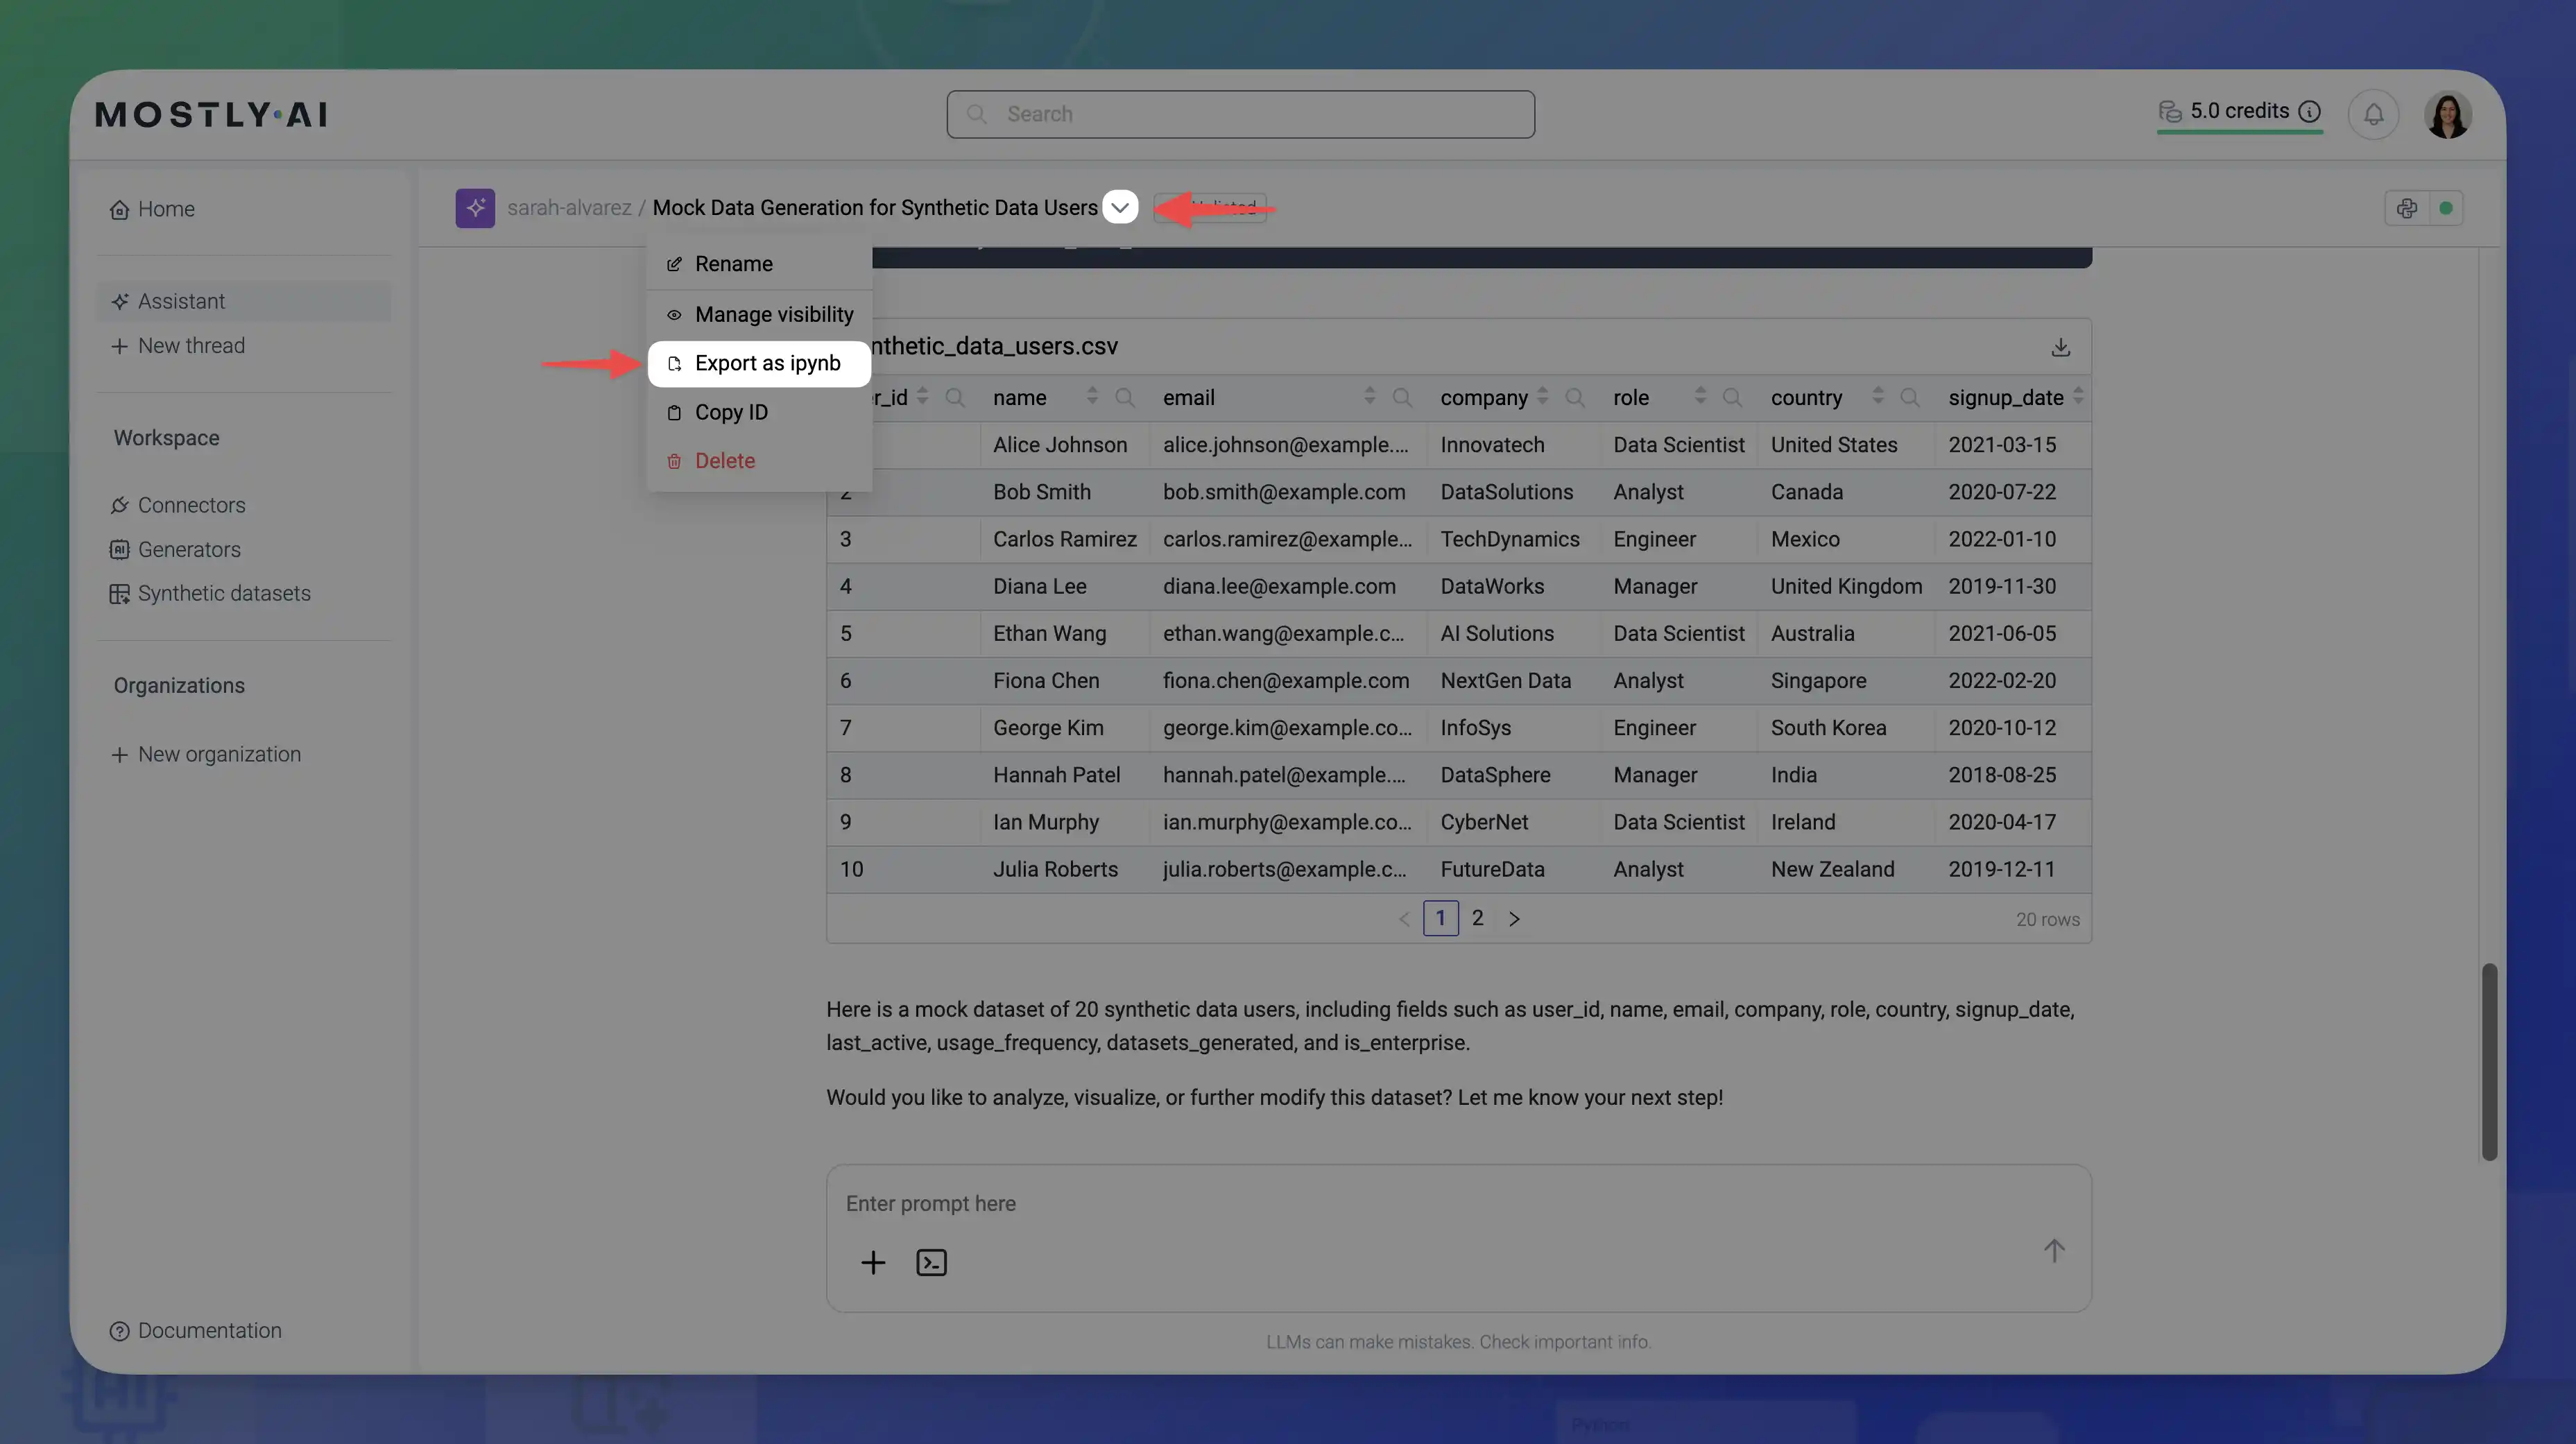 MOSTLY AI
Search
5.0 credits
Home
Assistant
New thread
Workspace
Connectors
Generators
Synthetic datasets
Organizations
New organization
Documentation
sarah-alvarez / Mock Data Generation for Synthetic Data Users
Rename
Manage visibility
Export as ipynb
Copy ID
Delete
nthetic_data_users.csv
r_id name email company role country signup_date
Alice Johnson alice.johnson@example.... Innovatech Data Scientist United States 2021-03-15
2 Bob Smith bob.smith@example.com DataSolutions Analyst Canada 2020-07-22
3 Carlos Ramirez carlos.ramirez@example... TechDynamics Engineer Mexico 2022-01-10
4 Diana Lee diana.lee@example.com DataWorks Manager United Kingdom 2019-11-30
5 Ethan Wang ethan.wang@example.c... AI Solutions Data Scientist Australia 2021-06-05
6 Fiona Chen fiona.chen@example.com NextGen Data Analyst Singapore 2022-02-20
7 George Kim george.kim@example.co... InfoSys Engineer South Korea 2020-10-12
8 Hannah Patel hannah.patel@example.... DataSphere Manager India 2018-08-25
9 Ian Murphy ian.murphy@example.co... CyberNet Data Scientist Ireland 2020-04-17
10 Julia Roberts julia.roberts@example.c... FutureData Analyst New Zealand 2019-12-11
< 1 2 >
20 rows
Here is a mock dataset of 20 synthetic data users, including fields such as user_id, name, email, company, role, country, signup_date,
last_active, usage_frequency, datasets_generated, and is_enterprise.
Would you like to analyze, visualize, or further modify this dataset? Let me know your next step!
Enter prompt here
LLMs can make mistakes. Check important info.
AI
Python